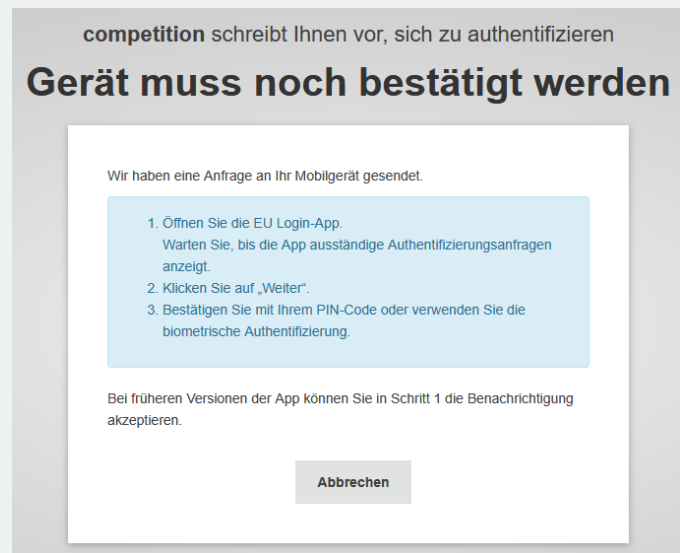 competition schreibt Ihnen vor, sich zu authentifizieren
Gerät muss noch bestätigt werden
Wir haben eine Anfrage an Ihr Mobilgerät gesendet.
1. Öffnen Sie die EU Login-App.
Warten Sie, bis die App ausständige Authentifizierungsanfragen
anzeigt.
2. Klicken Sie auf „Weiter“.
3. Bestätigen Sie mit Ihrem PIN-Code oder verwenden Sie die
biometrische Authentifizierung.
Bei früheren Versionen der App können Sie in Schritt 1 die Benachrichtigung
akzeptieren.
Abbrechen